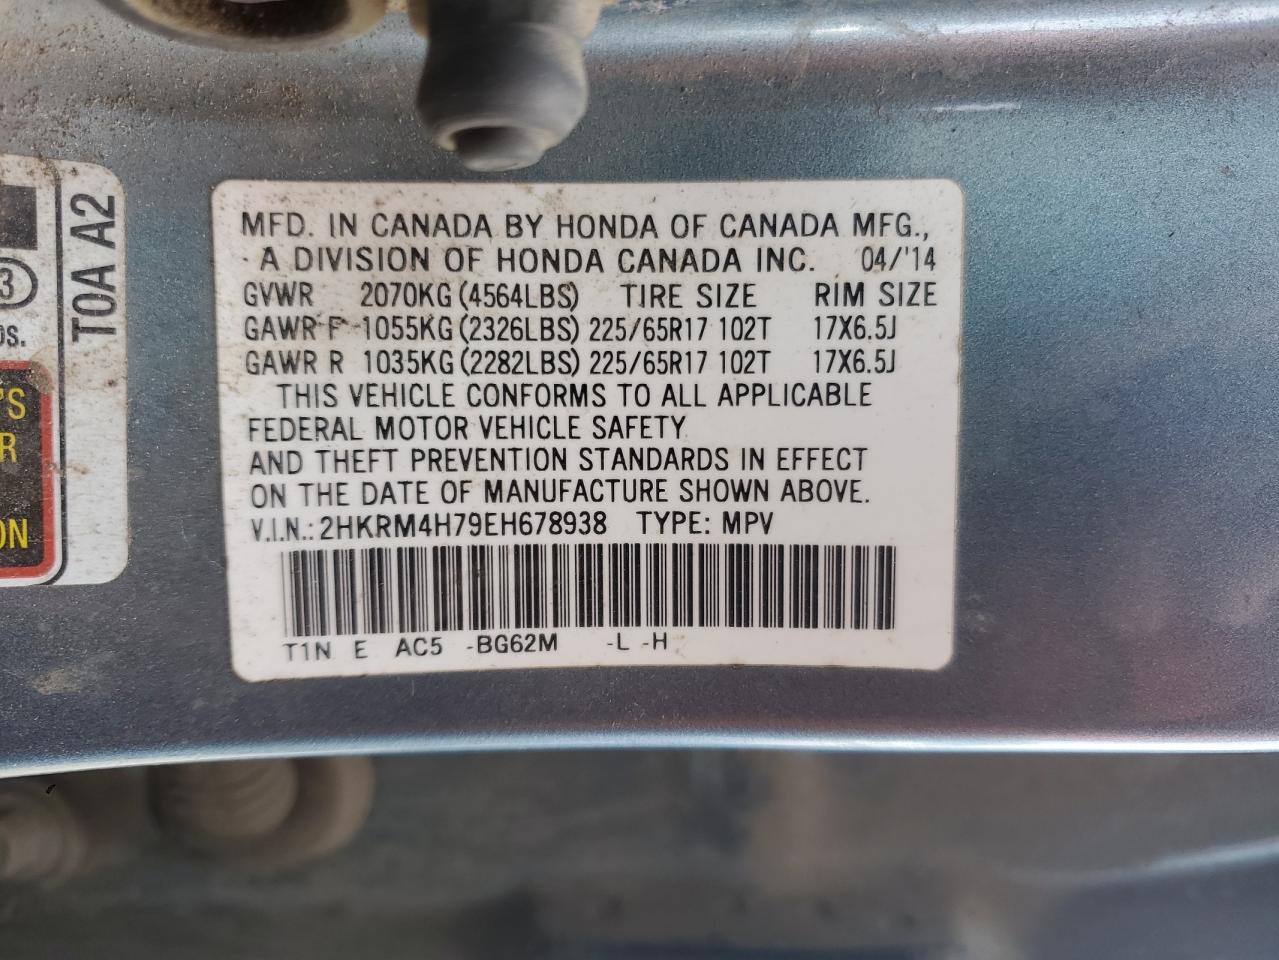 MFD. IN CANADA BY HONDA OF CANADA MFG.,
A DIVISION OF HONDA CANADA INC. 04/'14
GVWR 2070KG (4564LBS) TIRE SIZE RIM SIZE
GAWR F 1055KG (2326LBS) 225/65R17 102T 17X6.5J
GAWR R 1035KG (2282LBS) 225/65R17 102T 17X6.5J
THIS VEHICLE CONFORMS TO ALL APPLICABLE
FEDERAL MOTOR VEHICLE SAFETY
AND THEFT PREVENTION STANDARDS IN EFFECT
ON THE DATE OF MANUFACTURE SHOWN ABOVE.
V.I.N.: 2HKRM4H79EH678938 TYPE: MPV
T1N E AC5 -BG62M -L -H
T0A A2
3
'S
R
ON